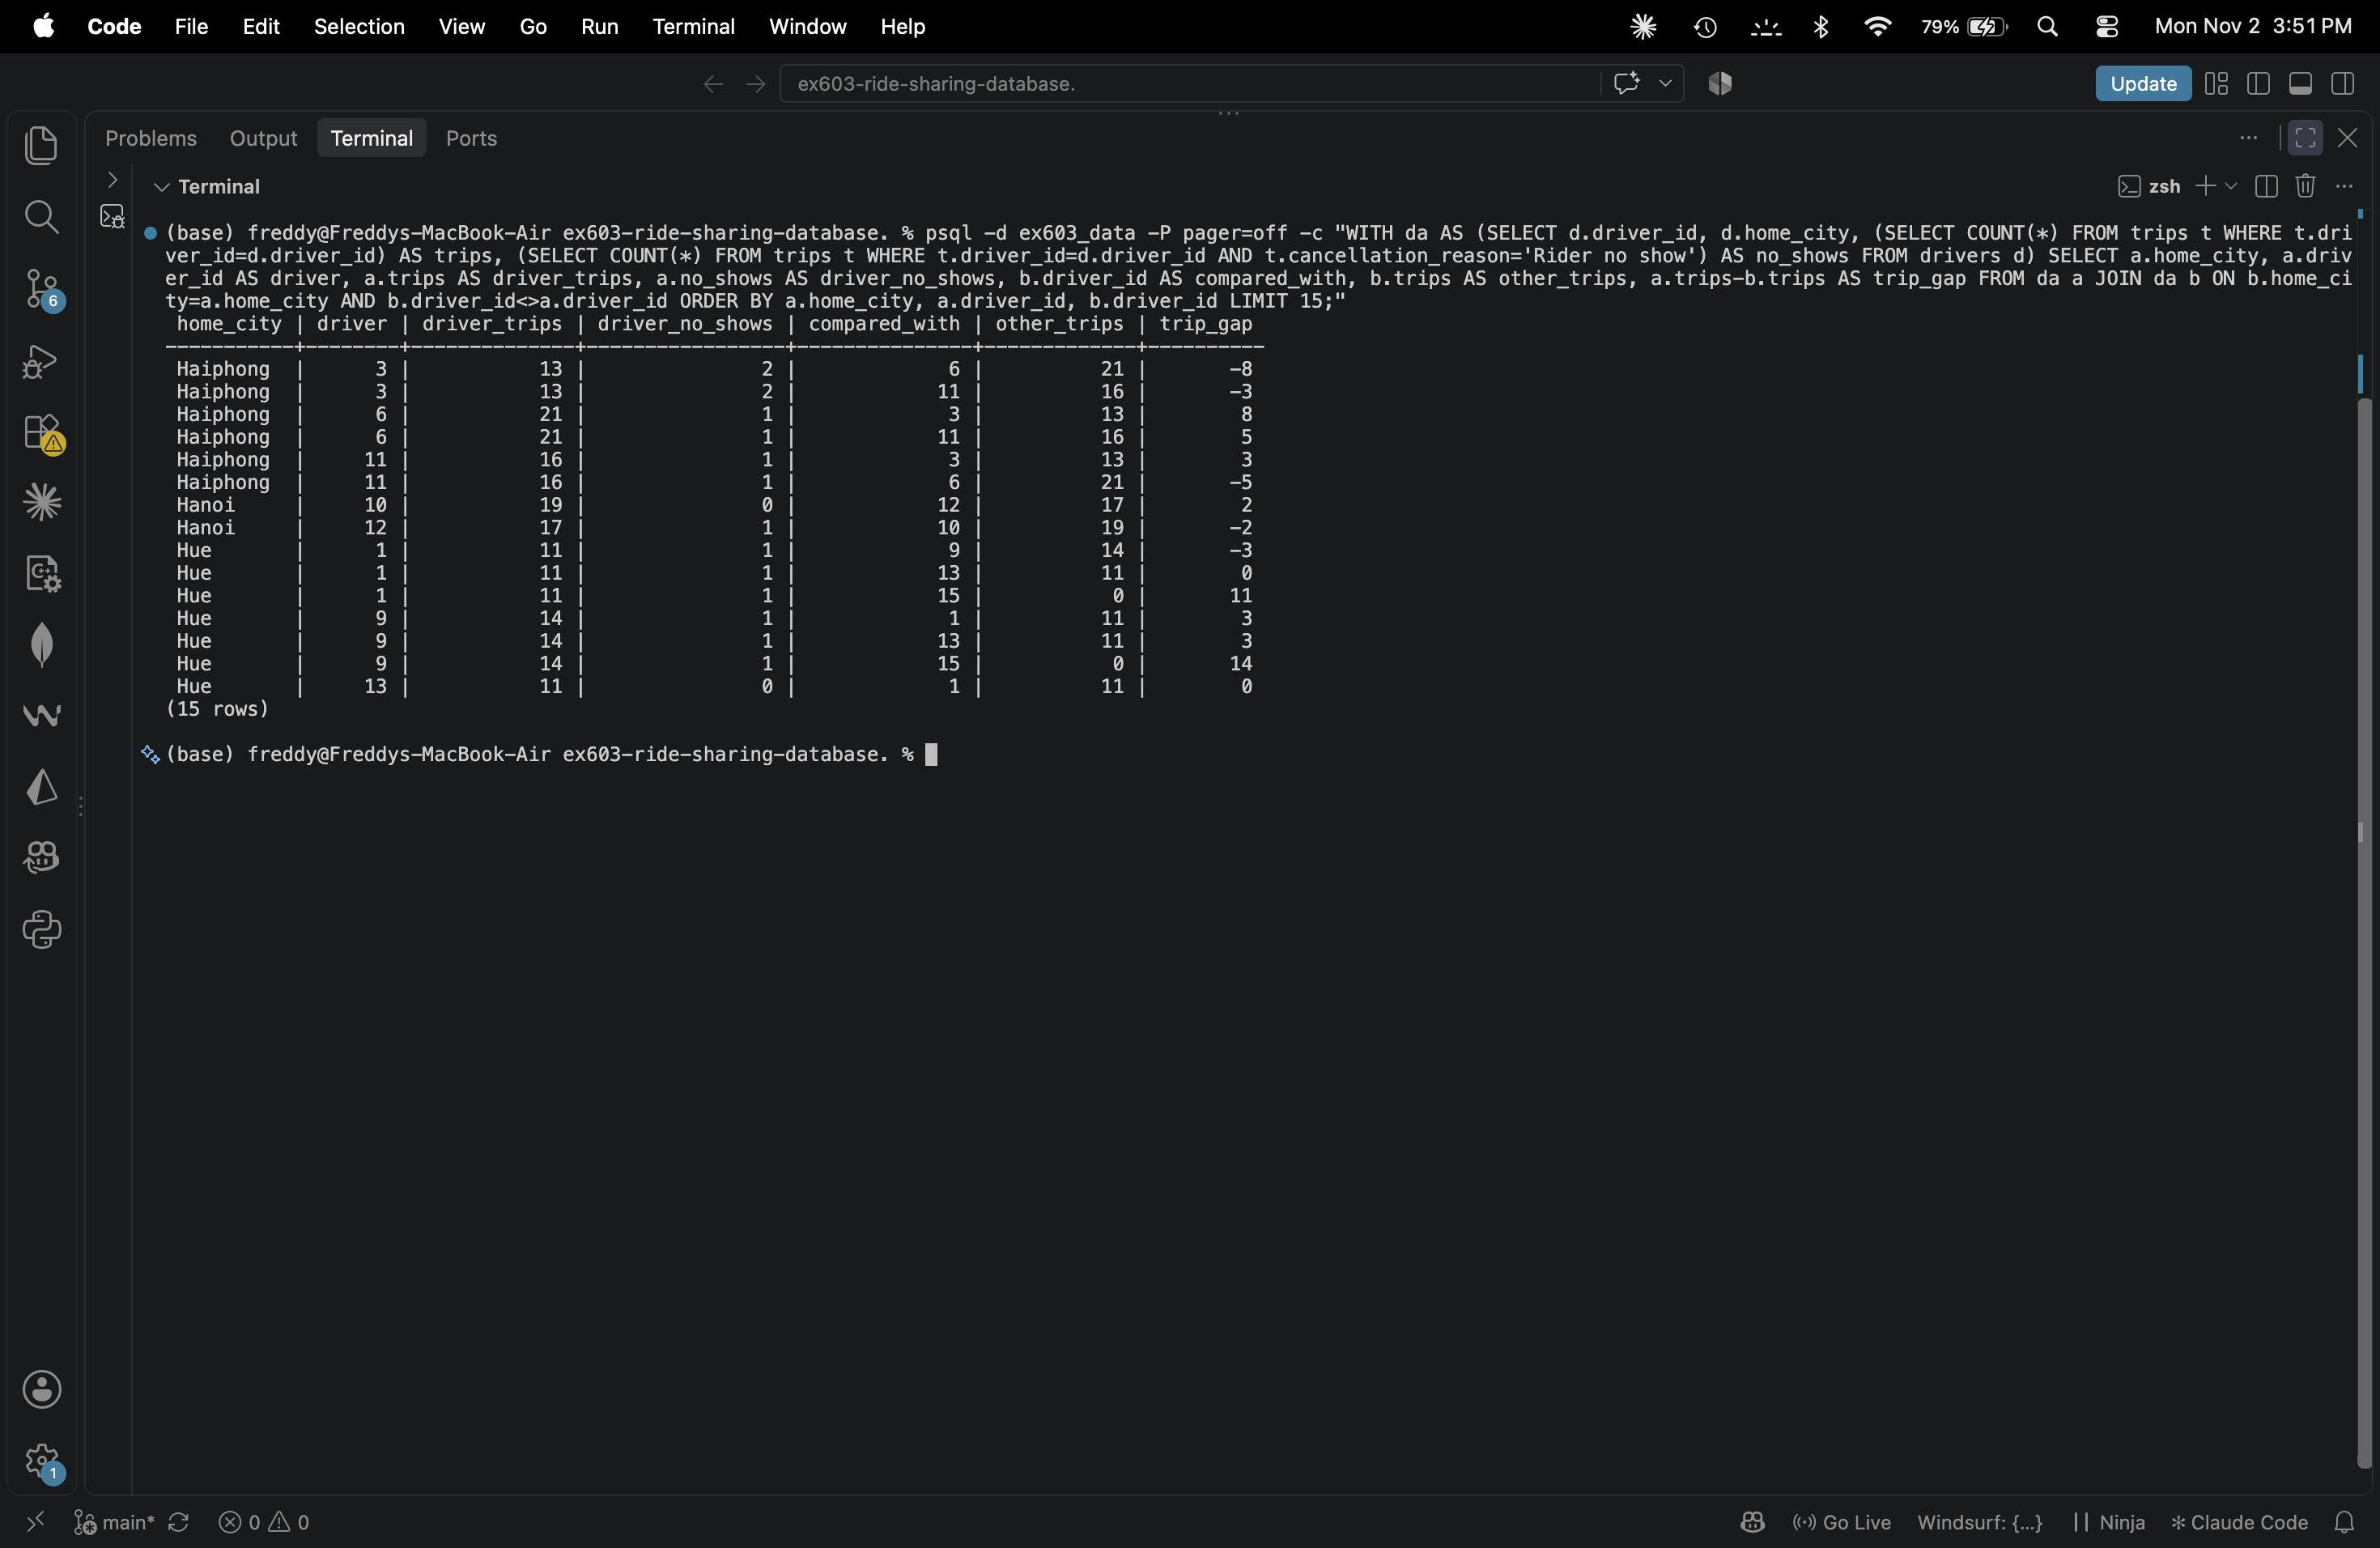 Code File Edit Selection View Go Run Terminal Window Help 79% Mon Nov 2 3:51 PM
ex603-ride-sharing-database. Update
Problems Output Terminal Ports
Terminal zsh
(base) freddy@Freddys-MacBook-Air ex603-ride-sharing-database. % psql -d ex603_data -P pager=off -c "WITH da AS (SELECT d.driver_id, d.home_city, (SELECT COUNT(*) FROM trips t WHERE t.dri
ver_id=d.driver_id) AS trips, (SELECT COUNT(*) FROM trips t WHERE t.driver_id=d.driver_id AND t.cancellation_reason='Rider no show') AS no_shows FROM drivers d) SELECT a.home_city, a.driv
er_id AS driver, a.trips AS driver_trips, a.no_shows AS driver_no_shows, b.driver_id AS compared_with, b.trips AS other_trips, a.trips-b.trips AS trip_gap FROM da a JOIN da b ON b.home_ci
ty=a.home_city AND b.driver_id<>a.driver_id ORDER BY a.home_city, a.driver_id, b.driver_id LIMIT 15;"
home_city | driver | driver_trips | driver_no_shows | compared_with | other_trips | trip_gap
-----------+--------+--------------+-----------------+---------------+-------------+----------
Haiphong | 3 | 13 | 2 | 6 | 21 | -8
Haiphong | 3 | 13 | 2 | 11 | 16 | -3
Haiphong | 6 | 21 | 1 | 3 | 13 | 8
Haiphong | 6 | 21 | 1 | 11 | 16 | 5
Haiphong | 11 | 16 | 1 | 3 | 13 | 3
Haiphong | 11 | 16 | 1 | 6 | 21 | -5
Hanoi | 10 | 19 | 0 | 12 | 17 | 2
Hanoi | 12 | 17 | 1 | 10 | 19 | -2
Hue | 1 | 11 | 1 | 9 | 14 | -3
Hue | 1 | 11 | 1 | 13 | 11 | 0
Hue | 1 | 11 | 1 | 15 | 0 | 11
Hue | 9 | 14 | 1 | 1 | 11 | 3
Hue | 9 | 14 | 1 | 13 | 11 | 3
Hue | 9 | 14 | 1 | 15 | 0 | 14
Hue | 13 | 11 | 0 | 1 | 11 | 0
(15 rows)
(base) freddy@Freddys-MacBook-Air ex603-ride-sharing-database. %
6
1
main* 0 0 Go Live Windsurf: {...} Ninja Claude Code